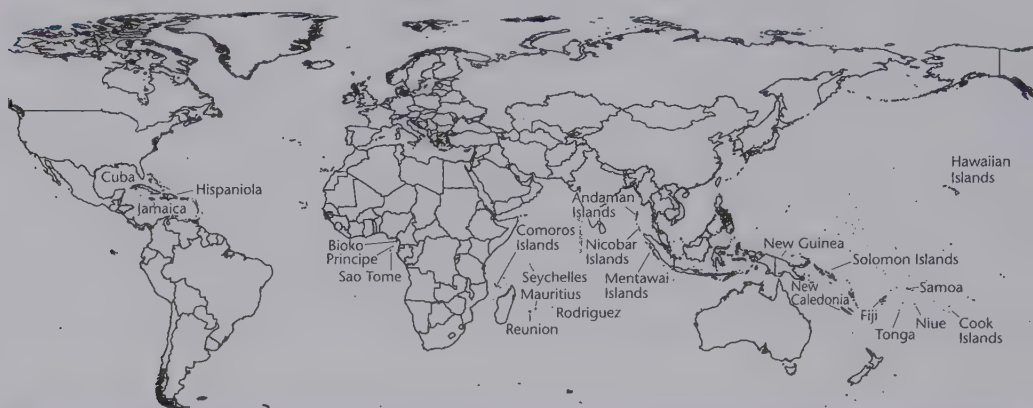 Cuba
Hispaniola
Jamaica
Hawaiian
Islands
Andaman
Islands
Comoros
Islands
Bioko
Principe
Sao Tome
Nicobar
Islands
New Guinea
Solomon Islands
Seychelles
Mauritius
Mentawai
Islands
New
Caledonia
Samoa
Rodriguez
Reunion
Fiji
Tonga
Niue
Cook
Islands